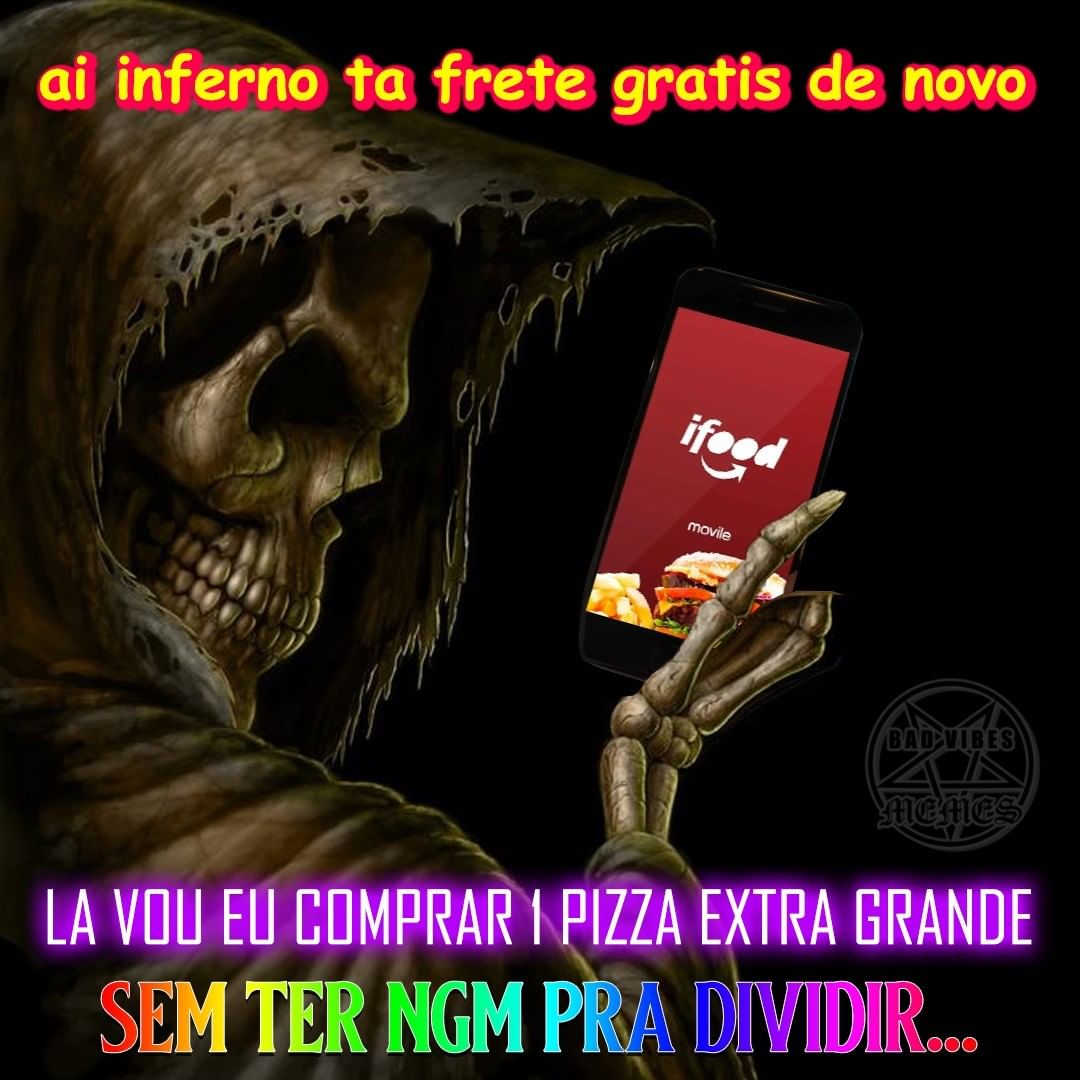 ai inferno ta frete gratis de novo
ifood
movile
BAD VIBES
MEMES
LA VOU EU COMPRAR 1 PIZZA EXTRA GRANDE
SEM TER NGM PRA DIVIDIR...